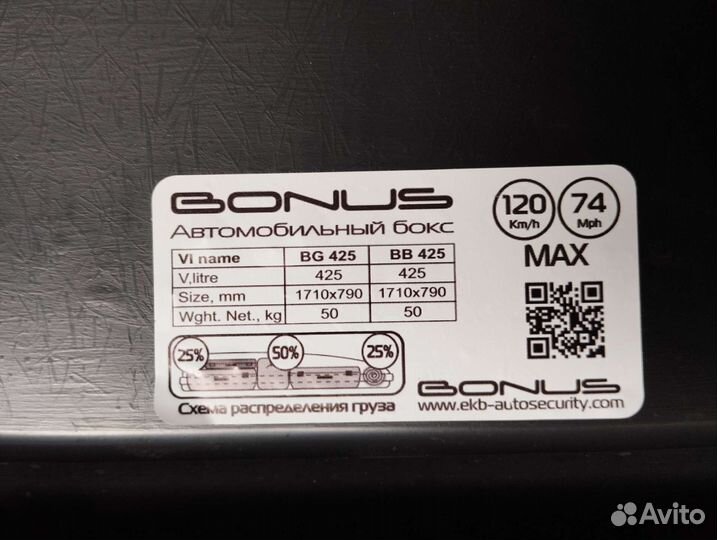 BONUS
Автомобильный бокс
120 Km/h
74 Mph
MAX
VI name BG 425 BB 425
V,litre 425 425
Size, mm 1710x790 1710x790
Wght. Net., kg 50 50
25% 50% 25%
Схема распределения груза
BONUS
www.ekb-autosecurity.com
Avito